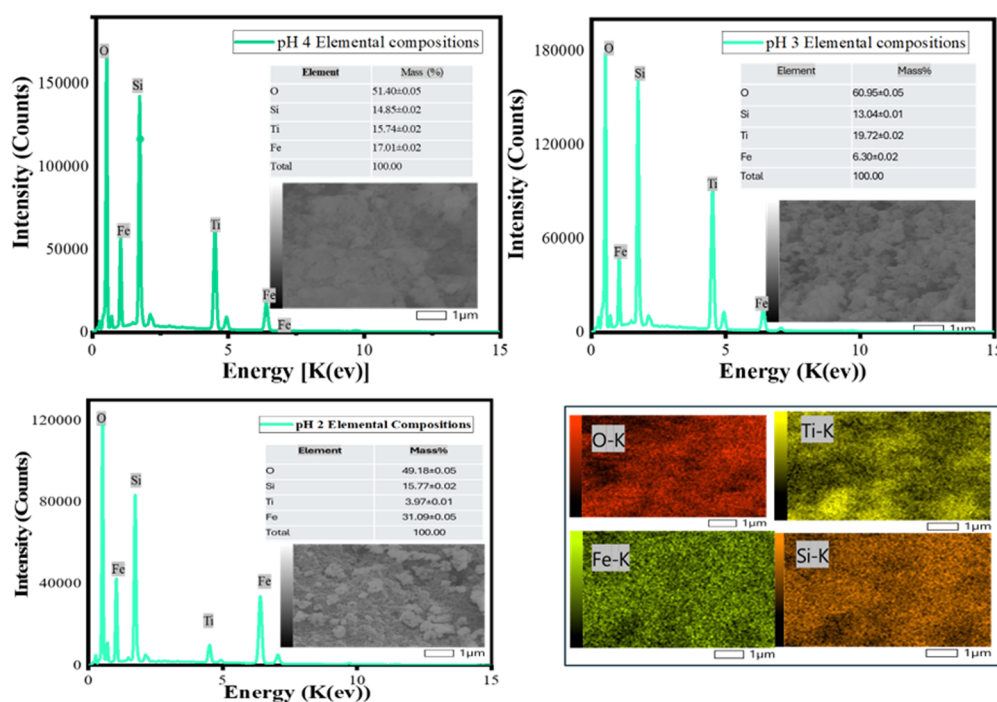 pH 4 Elemental compositions
Intensity (Counts)
150000
100000
50000
0
O
Fe
Si
Ti
Fe
Fe
Element Mass (%)
O 51.40±0.05
Si 14.85±0.02
Ti 15.74±0.02
Fe 17.01±0.02
Total 100.00
1μm
0 5 10 15
Energy [K(ev)]
pH 3 Elemental compositions
Intensity (Counts)
180000
120000
60000
0
O
Fe
Si
Ti
Fe
Element Mass%
O 60.95±0.05
Si 13.04±0.01
Ti 19.72±0.02
Fe 6.30±0.02
Total 100.00
1μm
0 5 10 15
Energy (K(ev))
pH 2 Elemental Compositions
Intensity (Counts)
120000
80000
40000
0
O
Fe
Si
Ti
Fe
Element Mass%
O 49.18±0.05
Si 15.77±0.02
Ti 3.97±0.01
Fe 31.09±0.05
Total 100.00
1μm
0 5 10 15
Energy (K(ev))
O-K
1μm
Ti-K
1μm
Fe-K
1μm
Si-K
1μm